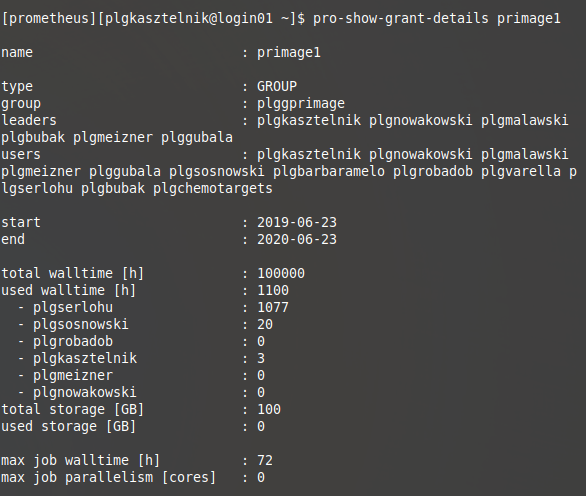 [prometheus][plgkasztelnik@login01 ~]$ pro-show-grant-details primage1
name                          : primage1
type                          : GROUP
group                         : plggprimage
leaders                       : plgkasztelnik plgnowakowski plgmalawski
plgbubak plgmeizner plggubala
users                         : plgkasztelnik plgnowakowski plgmalawski
plgmeizner plggubala plgsosnowski plgbarbaramelo plgrobadob plgvarella p
lgserlohu plgbubak plgchemotargets
start                         : 2019-06-23
end                           : 2020-06-23
total walltime [h]            : 100000
used walltime [h]             : 1100
  - plgserlohu                : 1077
  - plgsosnowski              : 20
  - plgrobadob                : 0
  - plgkasztelnik             : 3
  - plgmeizner                : 0
  - plgnowakowski             : 0
total storage [GB]            : 100
used storage [GB]             : 0
max job walltime [h]          : 72
max job parallelism [cores]   : 0